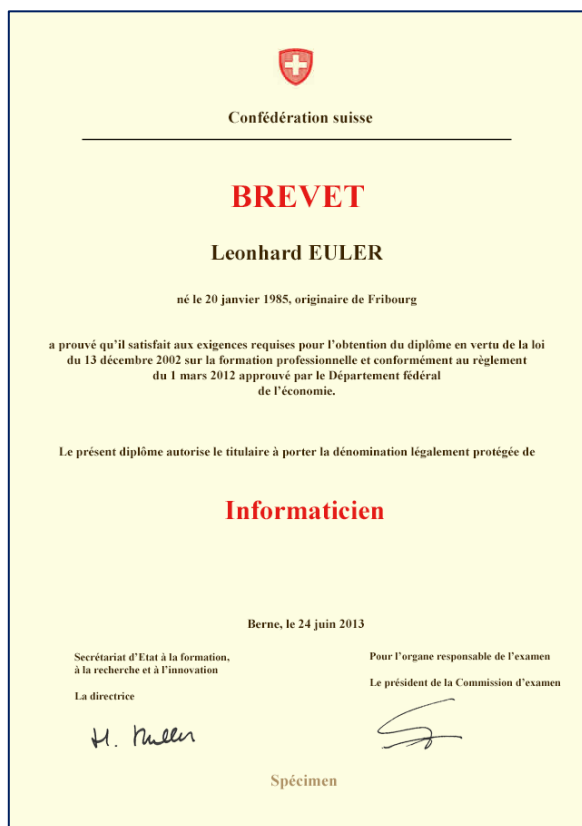 Confédération suisse
BREVET
Leonhard EULER
né le 20 janvier 1985, originaire de Fribourg
a prouvé qu’il satisfait aux exigences requises pour l’obtention du diplôme en vertu de la loi
du 13 décembre 2002 sur la formation professionnelle et conformément au règlement
du 1 mars 2012 approuvé par le Département fédéral
de l’économie.
Le présent diplôme autorise le titulaire à porter la dénomination légalement protégée de
Informaticien
Berne, le 24 juin 2013
Secrétariat d’Etat à la formation,
à la recherche et à l’innovation
La directrice
Pour l’organe responsable de l’examen
Le président de la Commission d’examen
Spécimen